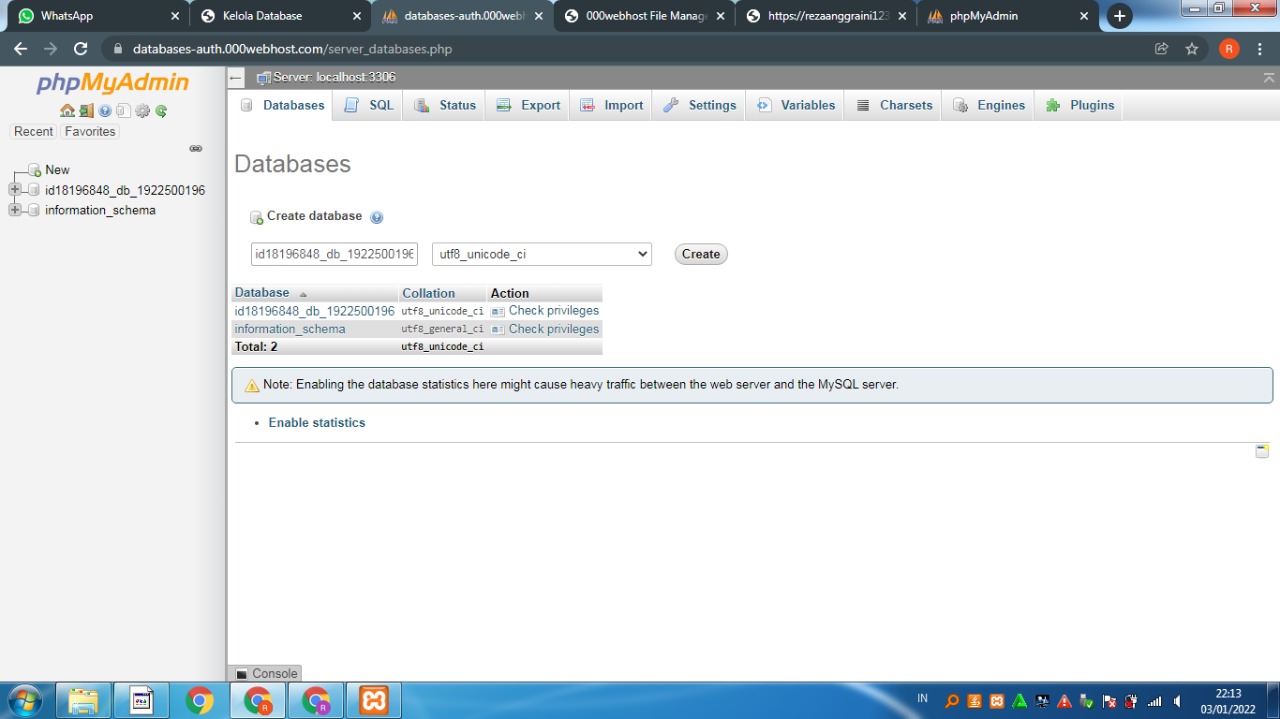 WhatsApp
Kelola Database
databases-auth.000webh
000webhost File Manag
https://rezaanggraini123
phpMyAdmin
databases-auth.000webhost.com/server_databases.php
R
phpMyAdmin
Recent Favorites
New
id18196848_db_1922500196
information_schema
Server: localhost:3306
Databases SQL Status Export Import Settings Variables Charsets Engines Plugins
Databases
Create database
id18196848_db_1922500196 utf8_unicode_ci Create
Database Collation Action
id18196848_db_1922500196 utf8_unicode_ci Check privileges
information_schema utf8_general_ci Check privileges
Total: 2 utf8_unicode_ci
Note: Enabling the database statistics here might cause heavy traffic between the web server and the MySQL server.
• Enable statistics
Console
IN
22:13
03/01/2022